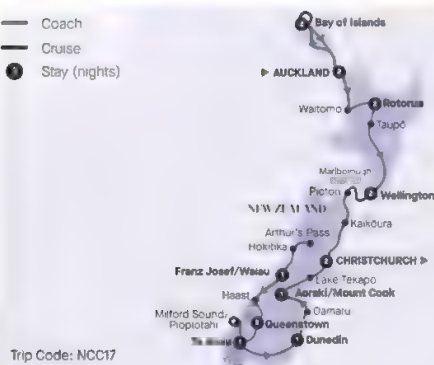 Coach
Cruise
Stay (nights)
Bay of Islands
▶ AUCKLAND
Waitomo
Rotorua
Taupō
Marlborough
Picton
Wellington
NEW ZEALAND
Kaikōura
Arthur's Pass
Hokitika
CHRISTCHURCH ▶
Franz Josef/Waiau
Lake Tekapo
Aoraki/Mount Cook
Haast
Oamaru
Milford Sound/
Piopiotahi
Queenstown
Dunedin
Trip Code: NCC17